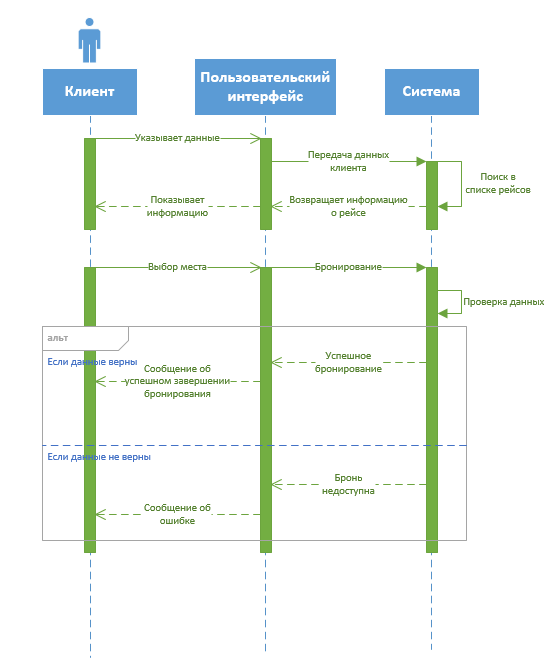 Клиент
Пользовательский
интерфейс
Система
Указывает данные
Передача данных
клиента
Поиск в
списке рейсов
Показывает
информацию
Возвращает информацию
о рейсе
Выбор места
Бронирование
Проверка данных
альт
Если данные верны
Успешное
бронирование
Сообщение об
успешном завершении
бронирования
Если данные не верны
Бронь
недоступна
Сообщение об
ошибке